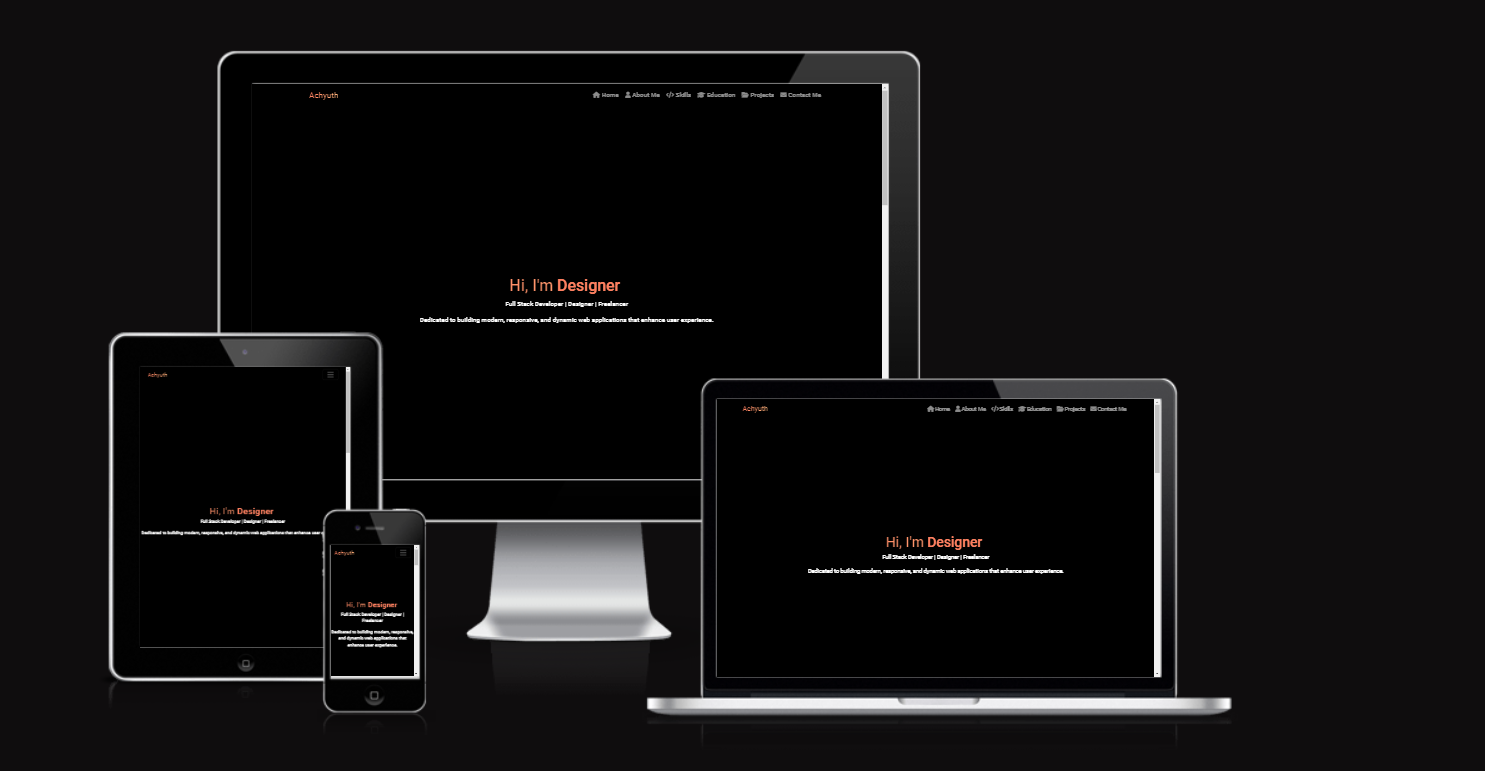 Achyuth
Home About Me Skills Education Projects Contact Me
Hi, I'm Designer
Full Stack Developer | Designer | Freelancer
Dedicated to building modern, responsive, and dynamic web applications that enhance user experience.
Achyuth
Hi, I'm Designer
Full Stack Developer | Designer | Freelancer
Dedicated to building modern, responsive, and dynamic web applications that enhance user
Achyuth
Hi, I'm Designer
Full Stack Developer | Designer |
Freelancer
Dedicated to building modern, responsive,
and dynamic web applications that
enhance user experience.
Achyuth
Home About Me Skills Education Projects Contact Me
Hi, I'm Designer
Full Stack Developer | Designer | Freelancer
Dedicated to building modern, responsive, and dynamic web applications that enhance user experience.